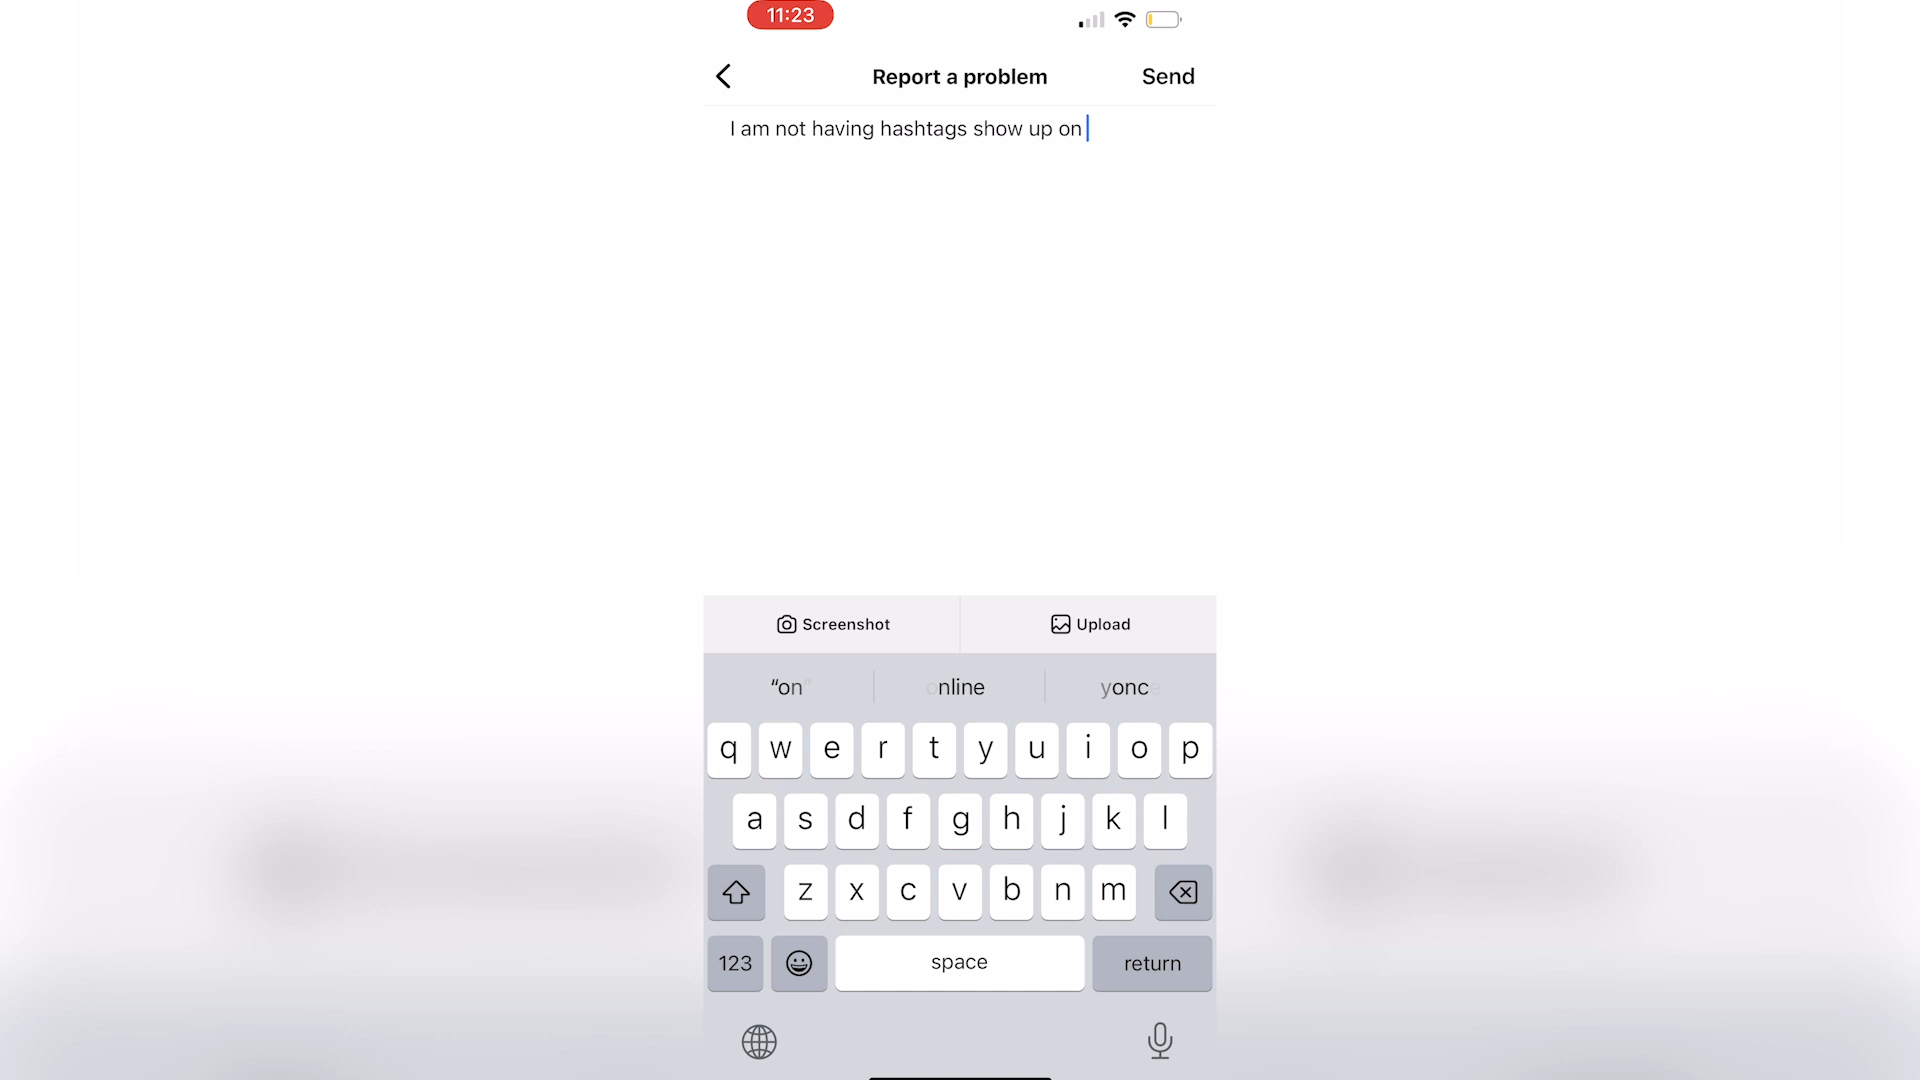 11:23
Report a problem
Send
I am not having hashtags show up on
Screenshot
Upload
“on”
online
yonce
q w e r t y u i o p
a s d f g h j k l
z x c v b n m
123
space
return